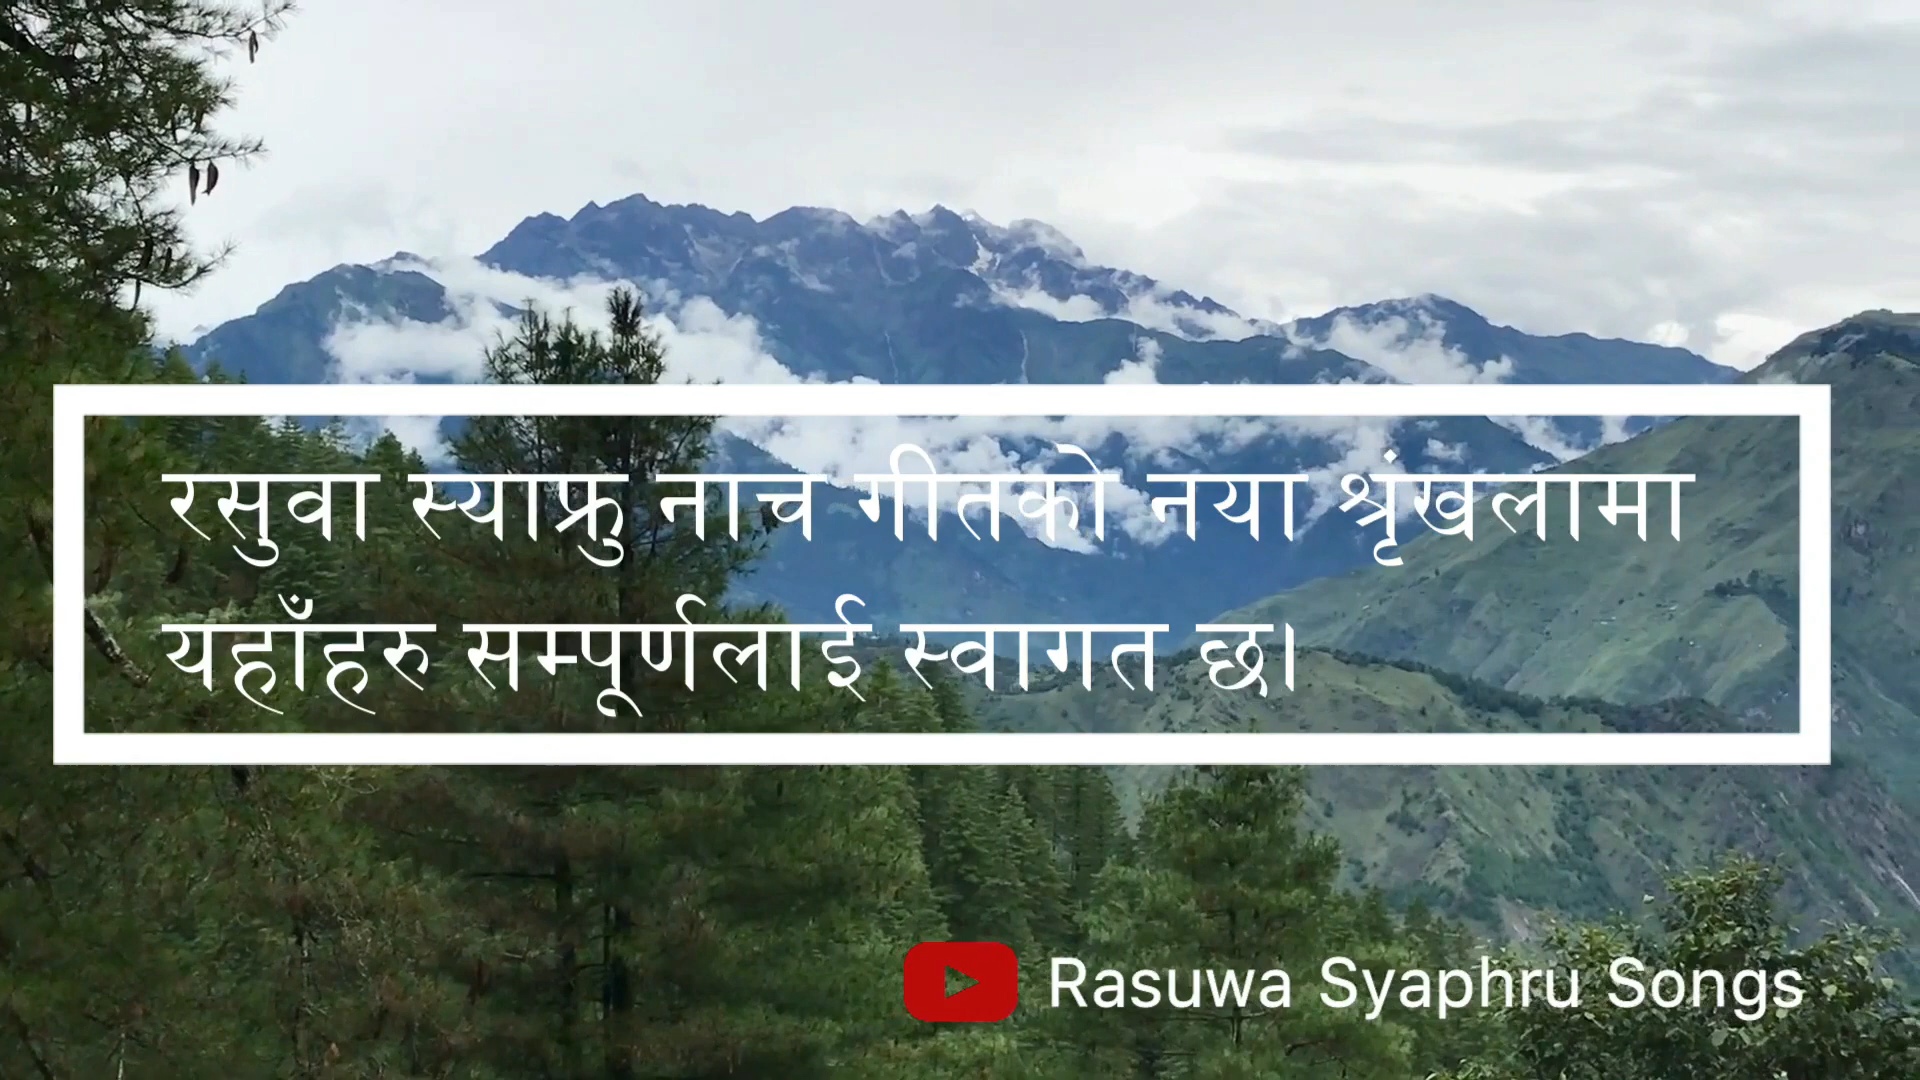 रसुवा स्याफ्रु नाच गीतको नया श्रृंखलामा
यहाँहरु सम्पूर्णलाई स्वागत छ।
Rasuwa Syaphru Songs